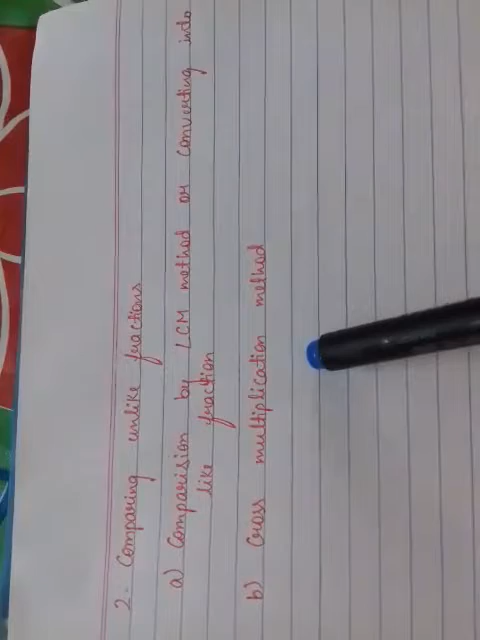 2- Comparing unlike fractions
a) Comparision by LCM method or converting into
like fraction
b) Cross multiplication method